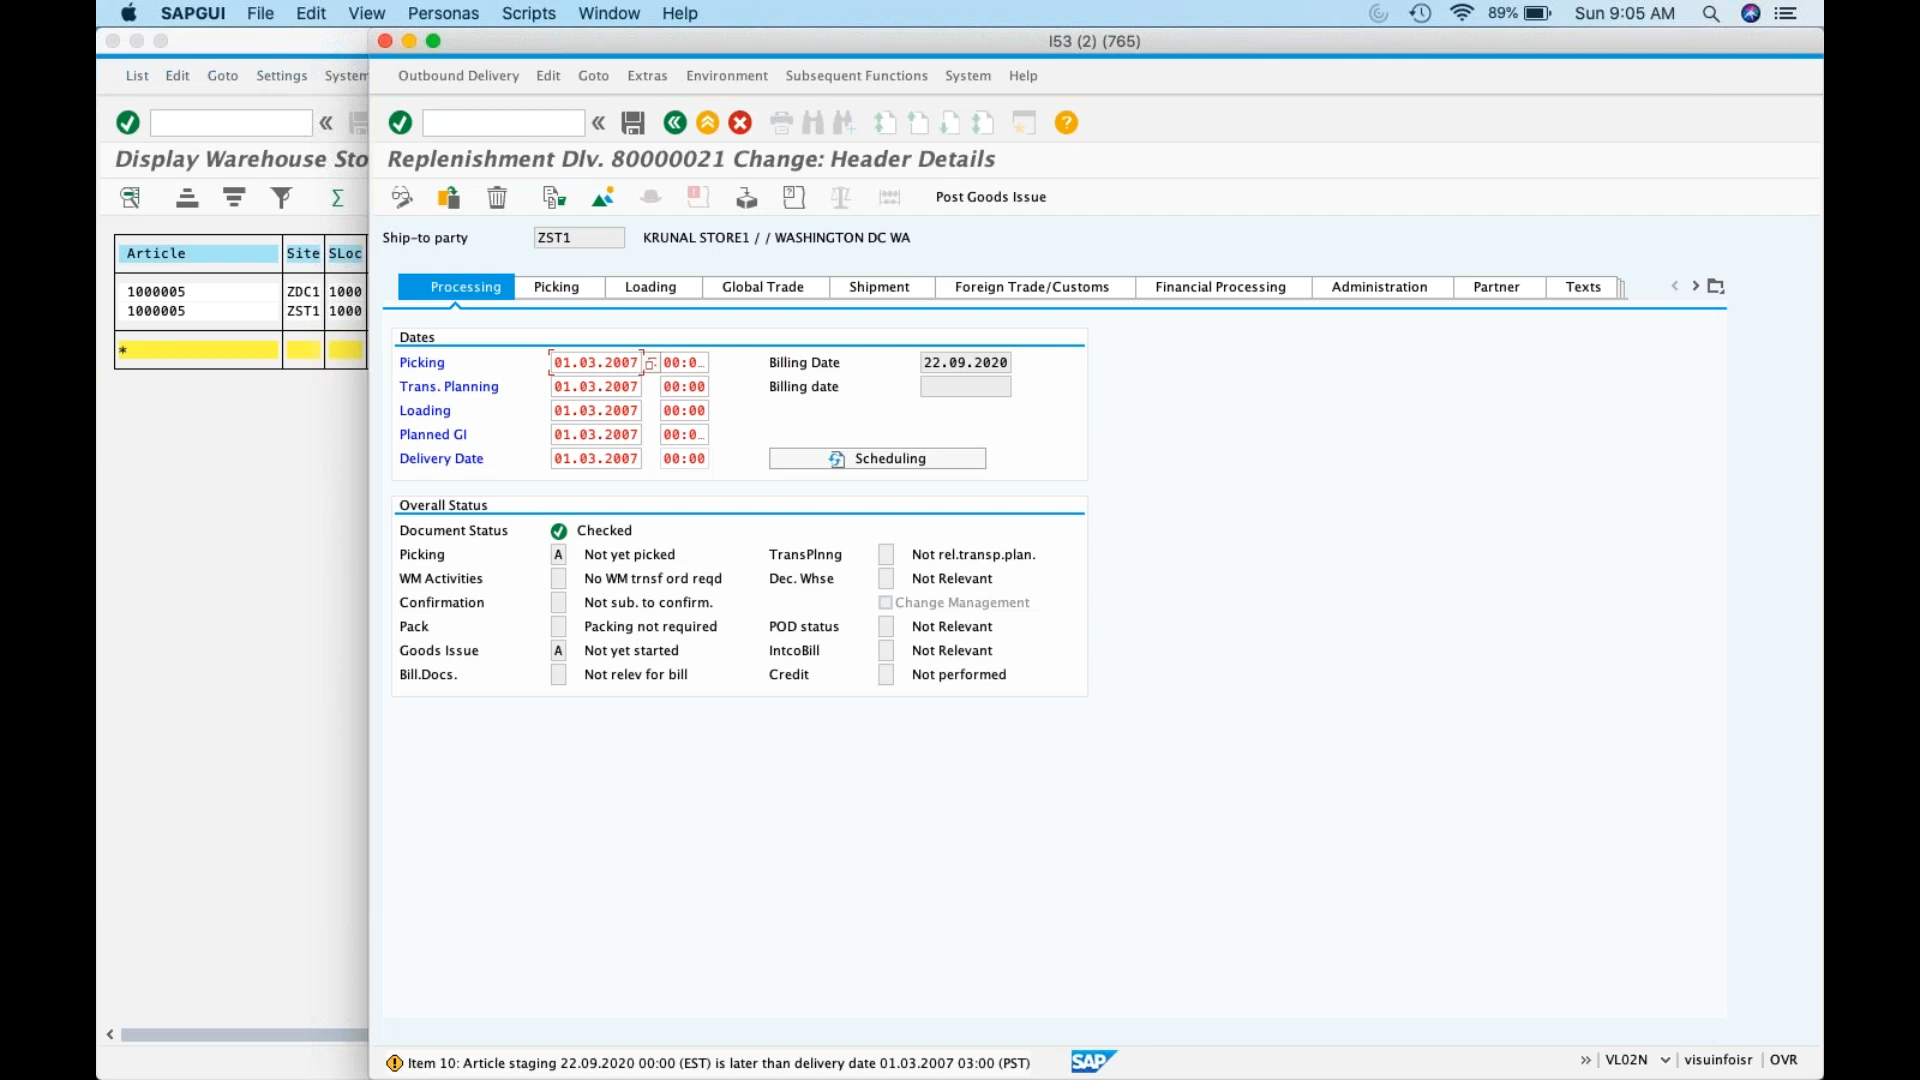 SAPGUI File Edit View Personas Scripts Window Help 89% Sun 9:05 AM
I53 (2) (765)
List Edit Goto Settings System
Outbound Delivery Edit Goto Extras Environment Subsequent Functions System Help
Display Warehouse Sto
Replenishment Dlv. 80000021 Change: Header Details
Post Goods Issue
Ship-to party ZST1 KRUNAL STORE1 / / WASHINGTON DC WA
Article Site SLoc
1000005 ZDC1 1000
1000005 ZST1 1000
*
Processing Picking Loading Global Trade Shipment Foreign Trade/Customs Financial Processing Administration Partner Texts
Dates
Picking 01.03.2007 00:0.. Billing Date 22.09.2020
Trans. Planning 01.03.2007 00:00 Billing date
Loading 01.03.2007 00:00
Planned GI 01.03.2007 00:0..
Delivery Date 01.03.2007 00:00 Scheduling
Overall Status
Document Status Checked
Picking A Not yet picked TransPlnng Not rel.transp.plan.
WM Activities No WM trnsf ord reqd Dec. Whse Not Relevant
Confirmation Not sub. to confirm. Change Management
Pack Packing not required POD status Not Relevant
Goods Issue A Not yet started IntcoBill Not Relevant
Bill.Docs. Not relev for bill Credit Not performed
Item 10: Article staging 22.09.2020 00:00 (EST) is later than delivery date 01.03.2007 03:00 (PST) SAP VL02N visuinfoisr OVR